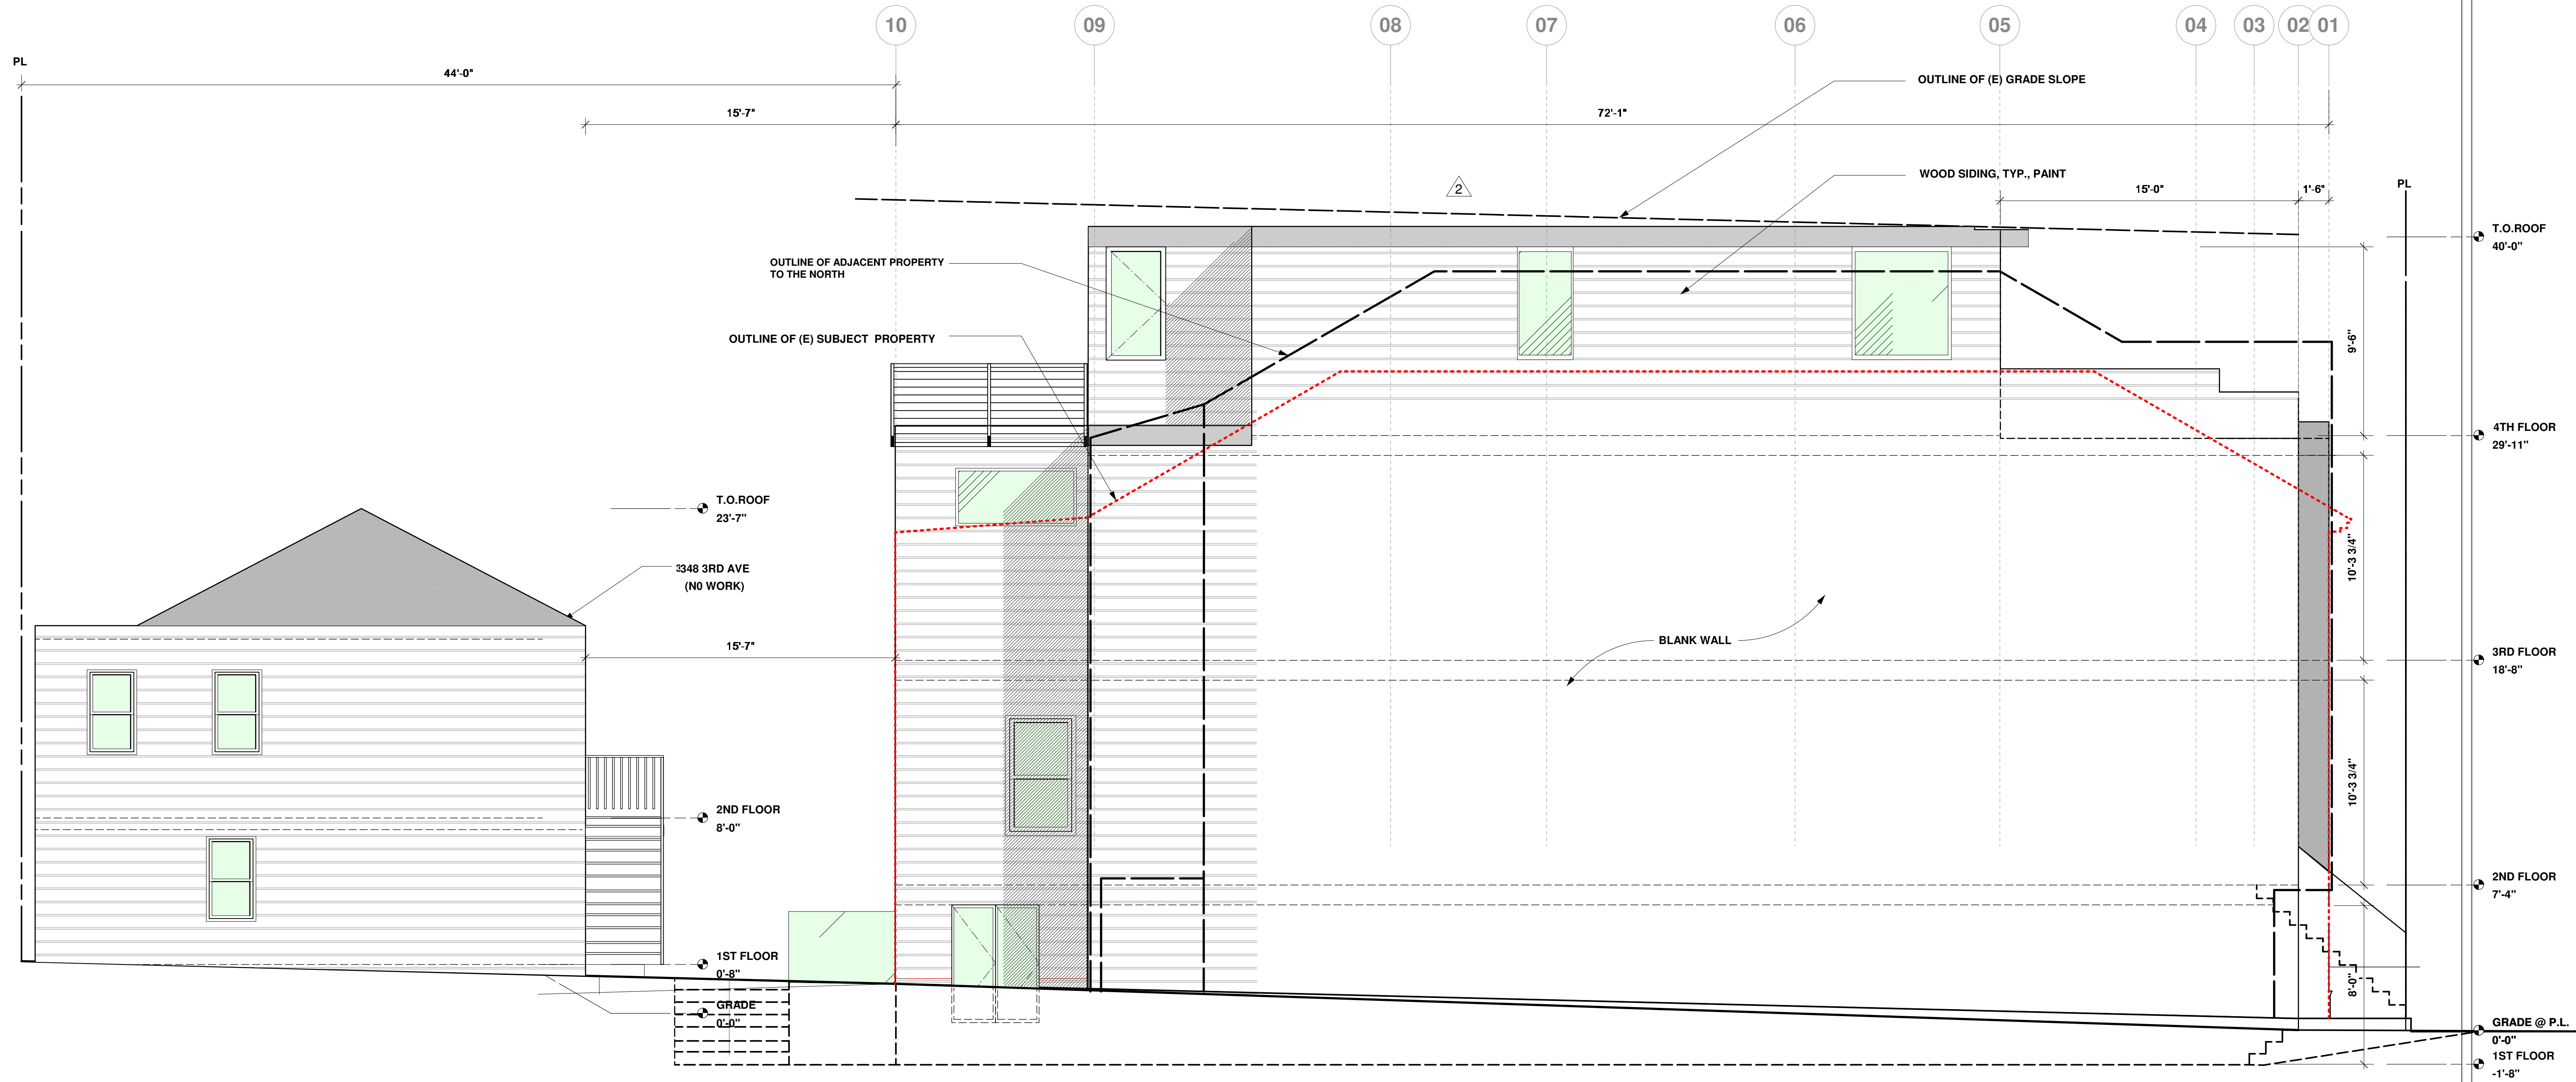 10
09
08
07
06
05
04
03
02
01
PL
44'-0"
OUTLINE OF (E) GRADE SLOPE
15'-7"
72'-1"
2
WOOD SIDING, TYP., PAINT
15'-0"
1'-6"
PL
T.O.ROOF
40'-0"
OUTLINE OF ADJACENT PROPERTY
TO THE NORTH
OUTLINE OF (E) SUBJECT PROPERTY
9'-6"
4TH FLOOR
29'-11"
T.O.ROOF
23'-7"
10'-3 3/4"
3348 3RD AVE
(N0 WORK)
15'-7"
BLANK WALL
3RD FLOOR
18'-8"
10'-3 3/4"
2ND FLOOR
8'-0"
2ND FLOOR
7'-4"
1ST FLOOR
0'-8"
8'-0"
GRADE
0'-0"
GRADE @ P.L.
0'-0"
1ST FLOOR
-1'-8"